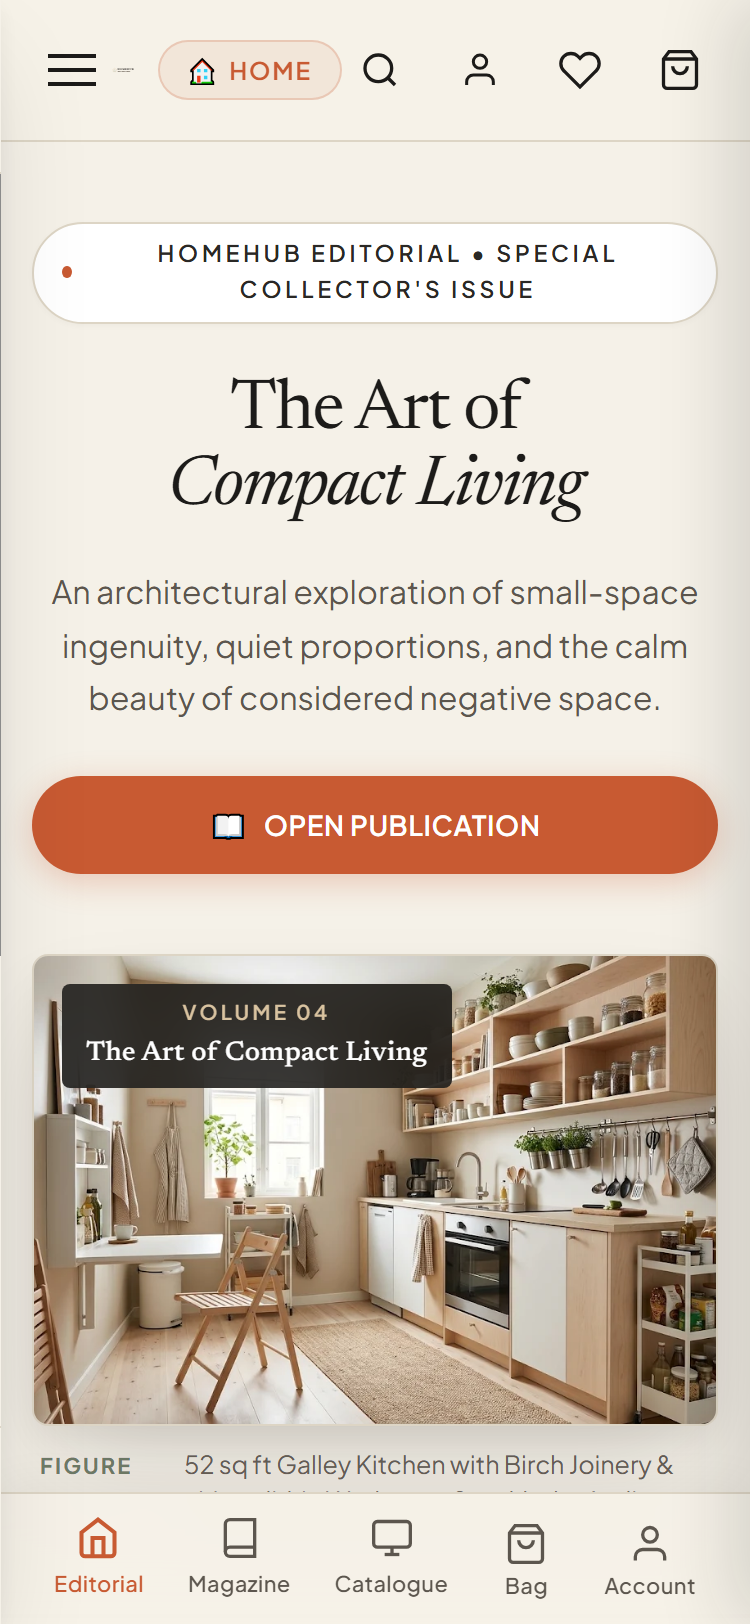 HOME
HOMEHUB EDITORIAL • SPECIAL
COLLECTOR'S ISSUE
The Art of
Compact Living
An architectural exploration of small-space
ingenuity, quiet proportions, and the calm
beauty of considered negative space.
OPEN PUBLICATION
VOLUME 04
The Art of Compact Living
FIGURE
52 sq ft Galley Kitchen with Birch Joinery &
Editorial
Magazine
Catalogue
Bag
Account